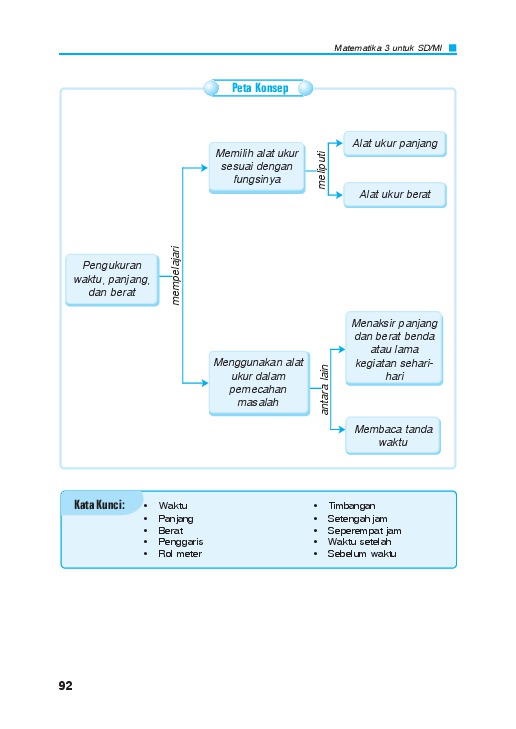 Matematika 3 untuk SD/MI
Peta Konsep
Pengukuran
waktu, panjang,
dan berat
mempelajari
Memilih alat ukur
sesuai dengan
fungsinya
meliputi
Alat ukur panjang
Alat ukur berat
Menggunakan alat
ukur dalam
pemecahan
masalah
antara lain
Menaksir panjang
dan berat benda
atau lama
kegiatan sehari-
hari
Membaca tanda
waktu
Kata Kunci:
• Waktu
• Panjang
• Berat
• Penggaris
• Rol meter
• Timbangan
• Setengah jam
• Seperempat jam
• Waktu setelah
• Sebelum waktu
92